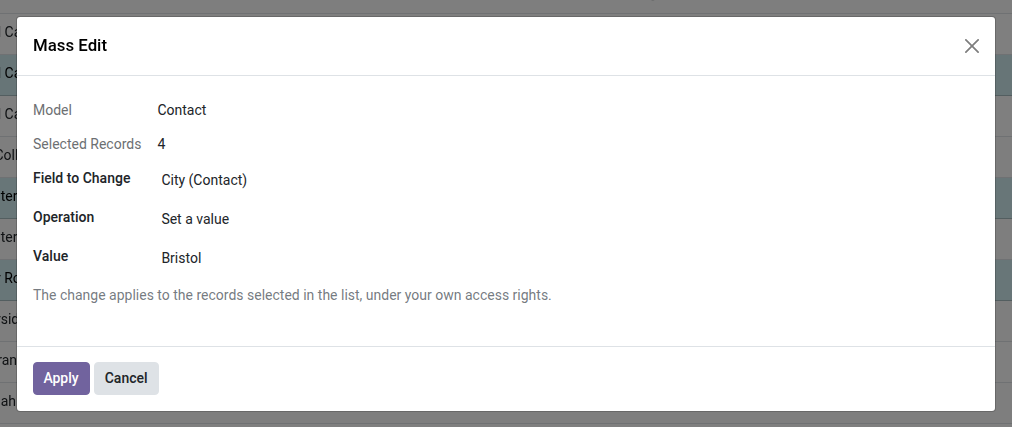 Mass Edit
Model Contact
Selected Records 4
Field to Change City (Contact)
Operation Set a value
Value Bristol
The change applies to the records selected in the list, under your own access rights.
Apply Cancel